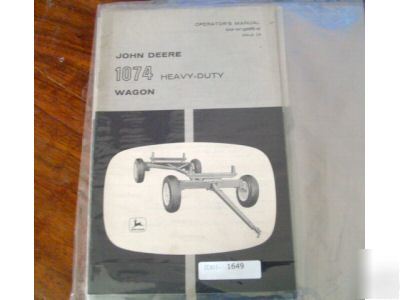 OPERATOR'S MANUAL
JOHN DEERE
1074 HEAVY-DUTY
WAGON
1649